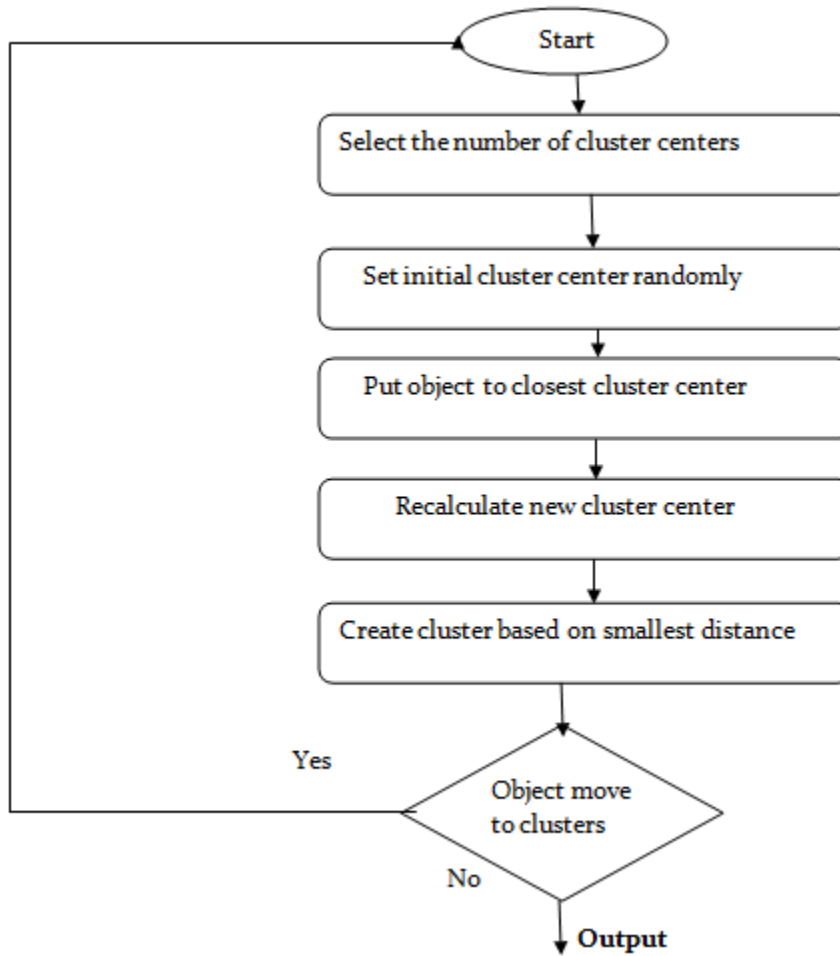 Start
Select the number of cluster centers
Set initial cluster center randomly
Put object to closest cluster center
Recalculate new cluster center
Create cluster based on smallest distance
Yes
Object move
to clusters
No
Output